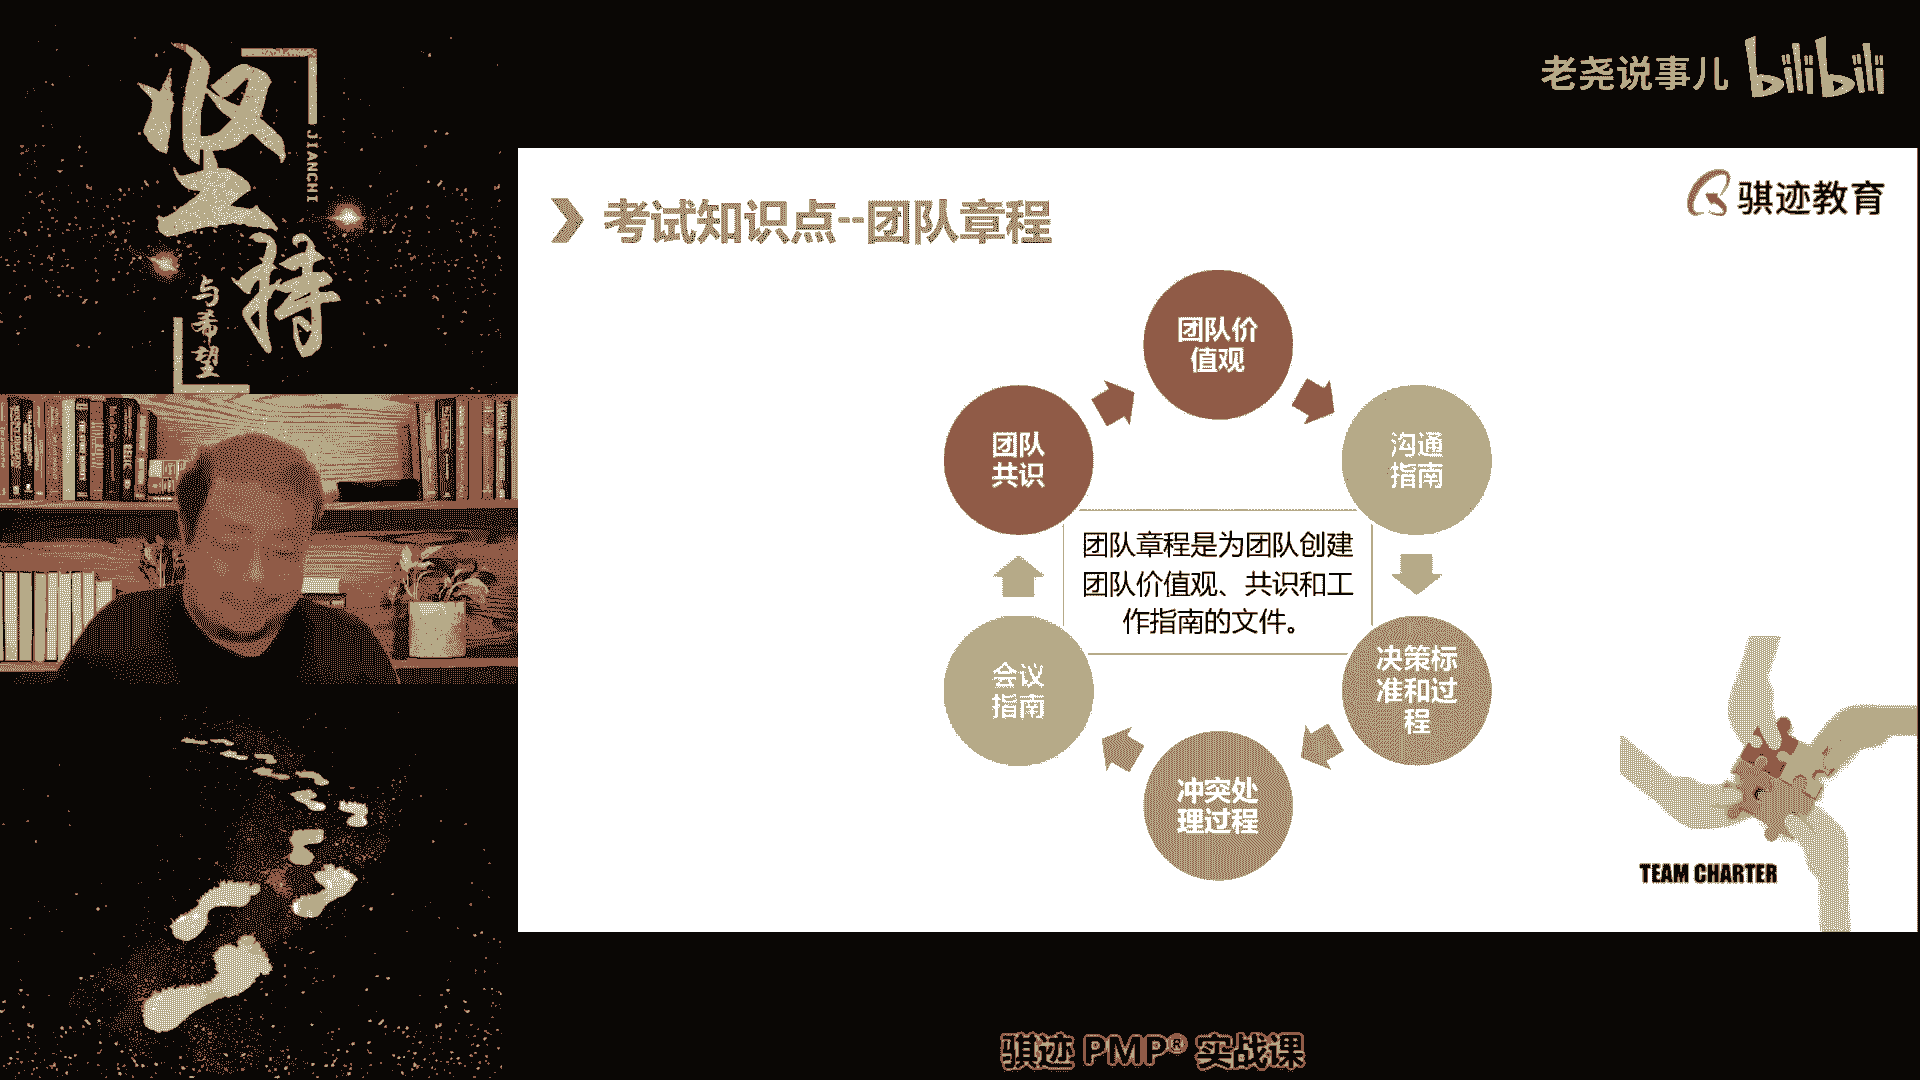 坚持
JIANCHI
与希望
老尧说事儿 bilibili
骐迹教育
考试知识点--团队章程
团队价
值观
团队
共识
沟通
指南
团队章程是为团队创建
团队价值观、共识和工
作指南的文件。
会议
指南
决策标
准和过
程
冲突处
理过程
TEAM CHARTER
骐迹 PMP® 实战课